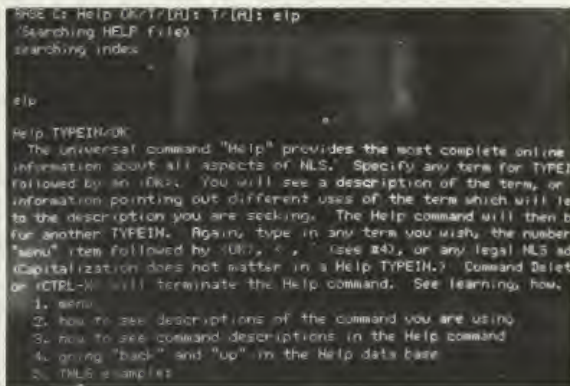 BASE C: Help OK/T/[A]: T/[A]: elp
(Searching HELP file)
searching index
elp
Help TYPEIN/OK
The universal command "Help" provides the most complete online
information about all aspects of NLS. Specify any term for TYPEI
followed by an <OK>. You will see a description of the term, or
information pointing out different uses of the term which will le
to the description you are seeking. The Help command will then b
for another TYPEIN. Again, type in any term you wish, the number
"menu" item followed by <OK>, < , (see #4), or any legal NLS ad
(Capitalization does not matter in a Help TYPEIN.) Command Delet
or <CTRL-X> will terminate the Help command. See learning, how.
1. menu
2. how to see descriptions of the command you are using
3. how to see command descriptions in the Help command
4. going "back" and "up" in the Help data base
5. TNLS examples